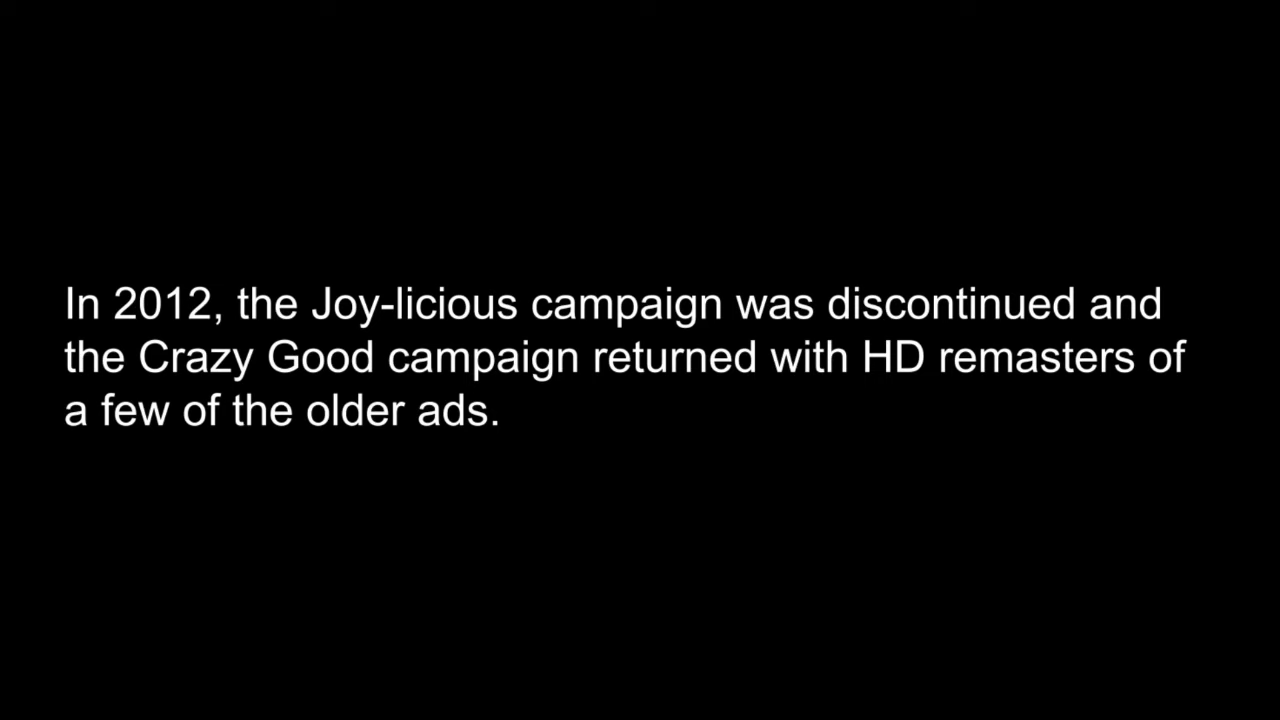 In 2012, the Joy-licious campaign was discontinued and
the Crazy Good campaign returned with HD remasters of
a few of the older ads.